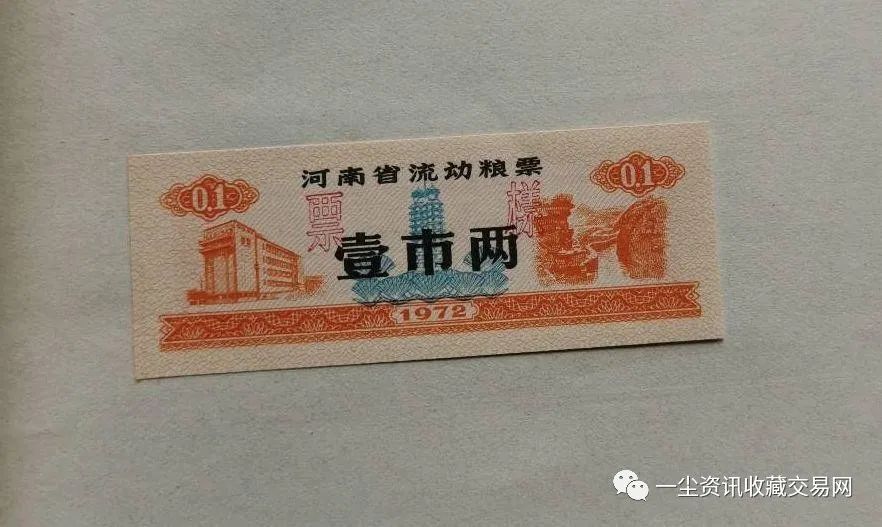 河南省流动粮票
0.1
0.1
票样
壹市两
1972
一尘资讯收藏交易网